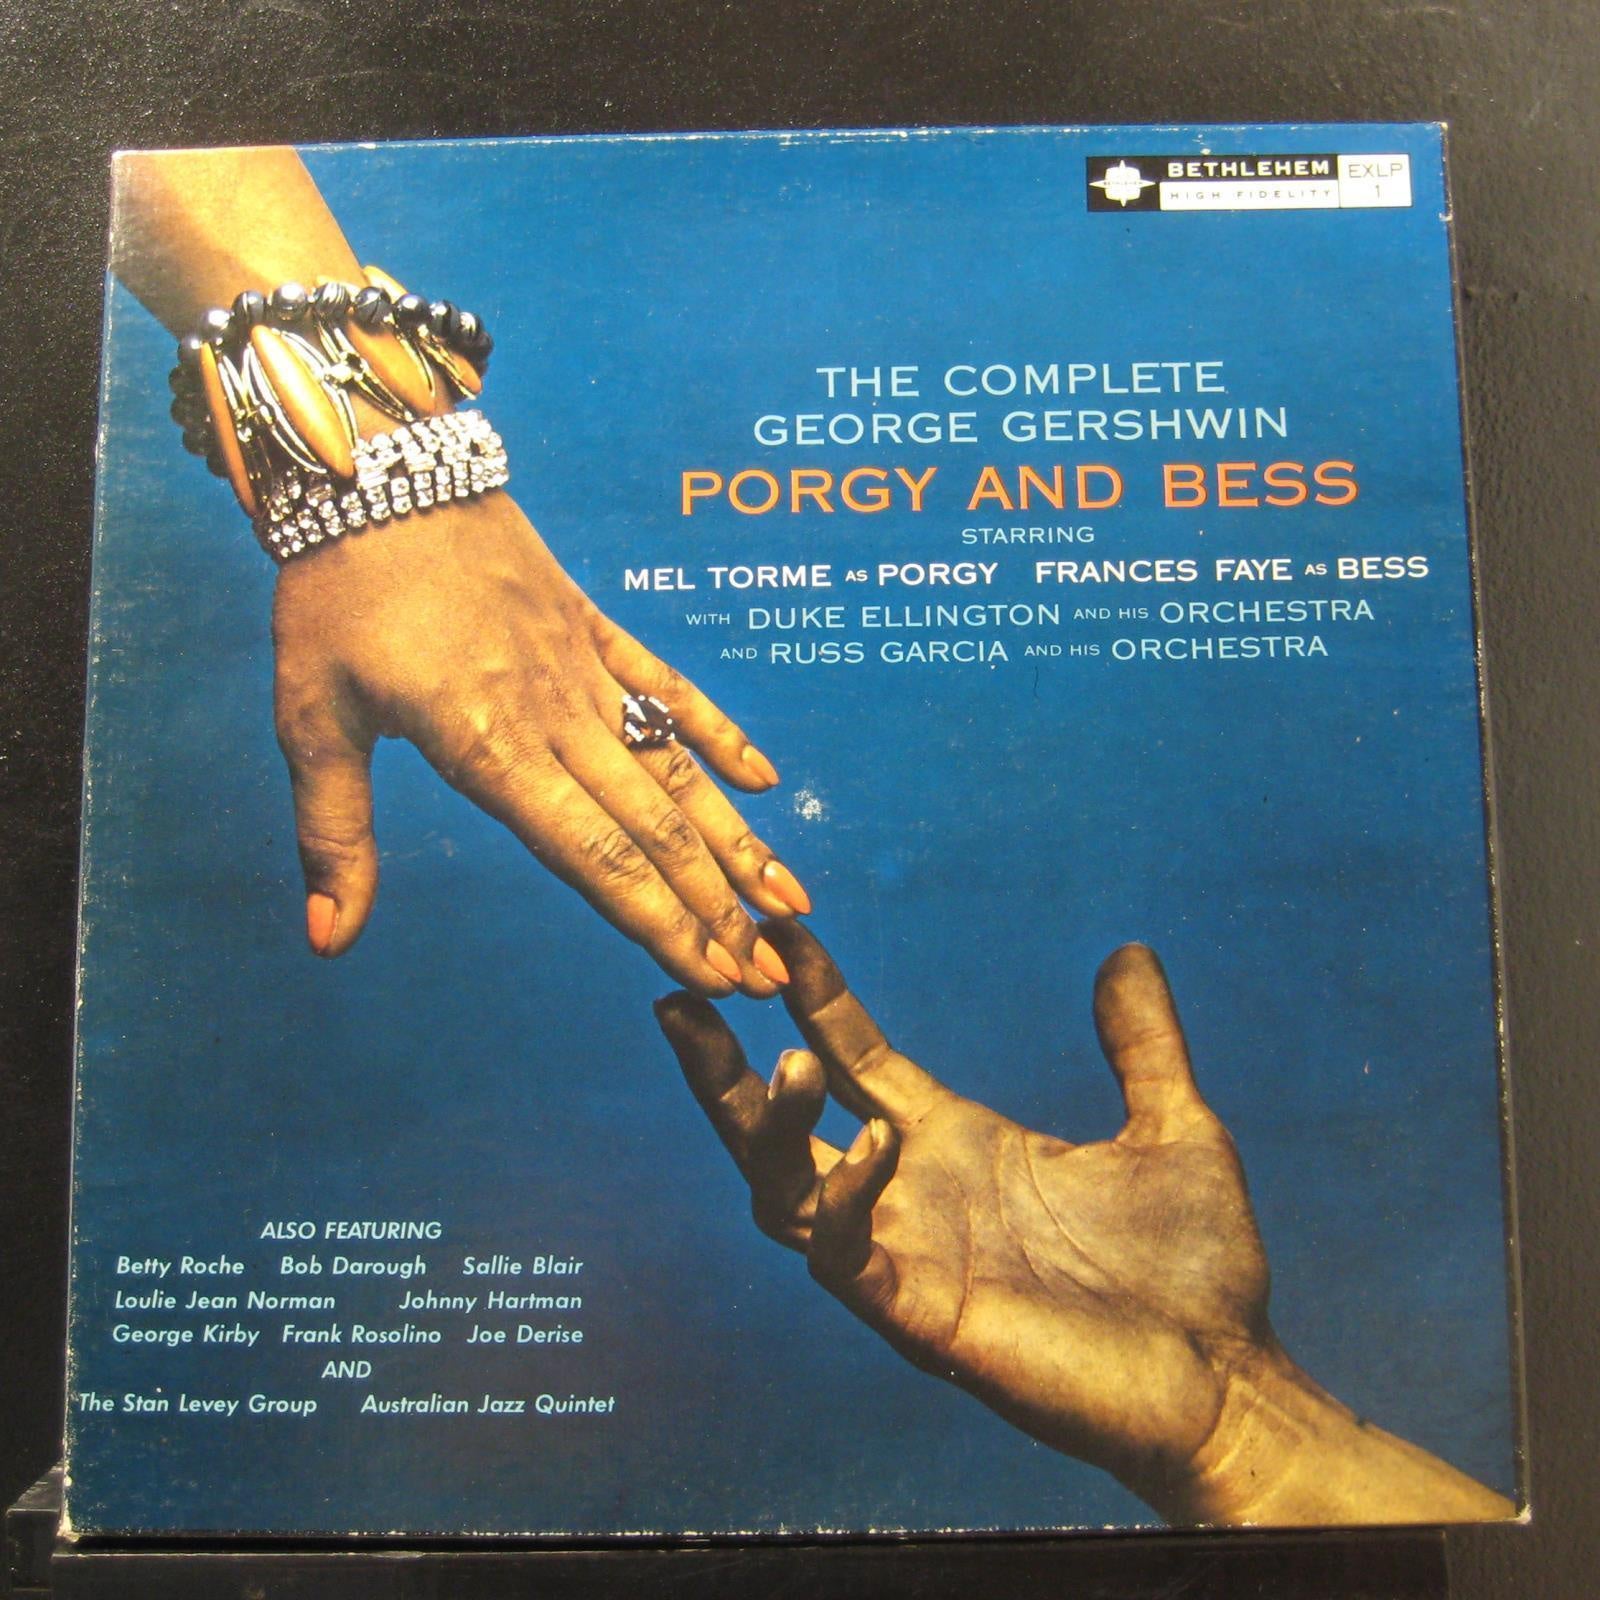 BETHLEHEM
BETHLEHEM
HIGH FIDELITY
EXLP
1
THE COMPLETE
GEORGE GERSHWIN
PORGY AND BESS
STARRING
MEL TORME AS PORGY FRANCES FAYE AS BESS
WITH DUKE ELLINGTON AND HIS ORCHESTRA
AND RUSS GARCIA AND HIS ORCHESTRA
ALSO FEATURING
Betty Roche Bob Darough Sallie Blair
Loulie Jean Norman Johnny Hartman
George Kirby Frank Rosolino Joe Derise
AND
The Stan Levey Group Australian Jazz Quintet